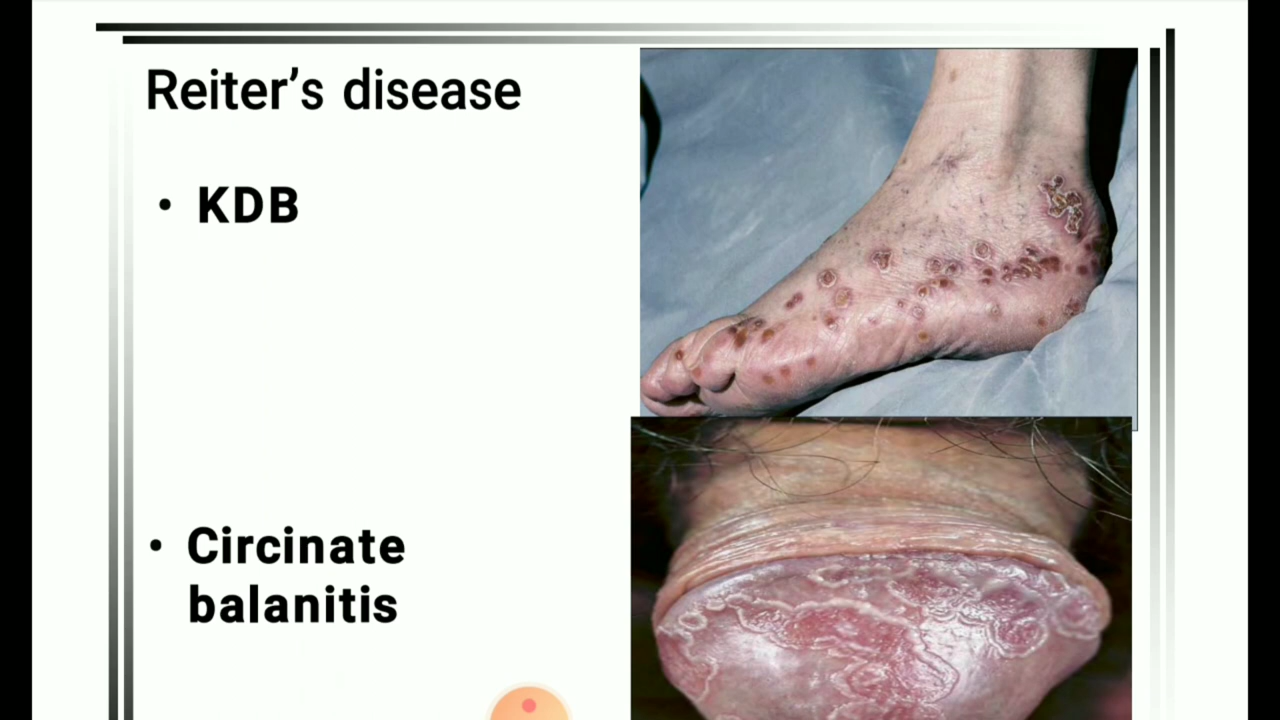 Reiter’s disease
• KDB
• Circinate
balanitis